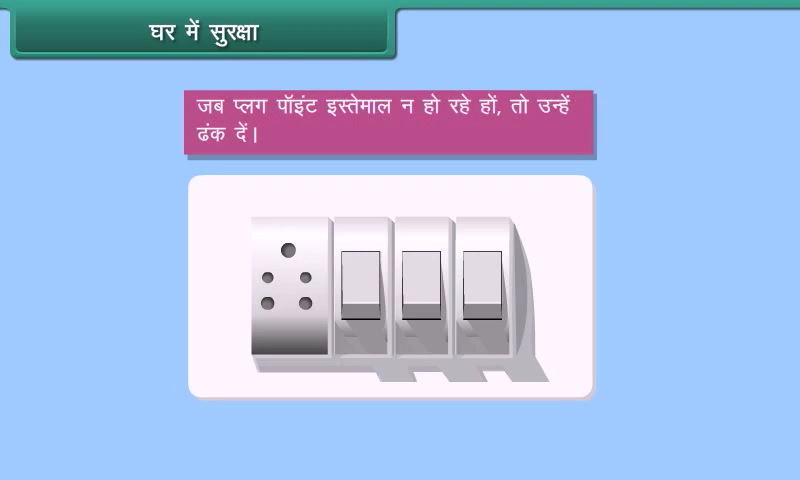 घर में सुरक्षा
जब प्लग पॉइंट इस्तेमाल न हो रहे हों, तो उन्हें
ढंक दें।